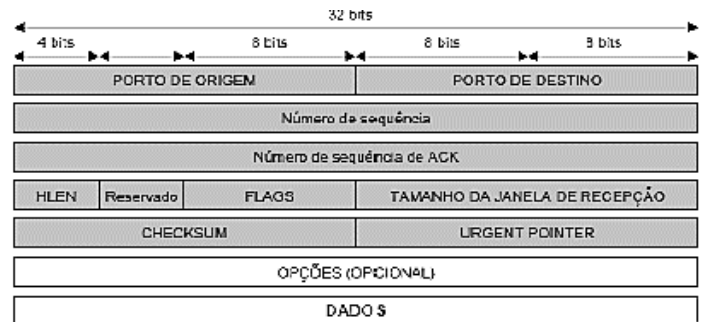 32 bits
4 bits 8 bits 8 bits 8 bits
PORTO DE ORIGEM PORTO DE DESTINO
Número de sequência
Número de sequência de ACK
HLEN Reservado FLAGS TAMANHO DA JANELA DE RECEPÇÃO
CHECKSUM URGENT POINTER
OPÇÕES (OPCIONAL)
DADOS